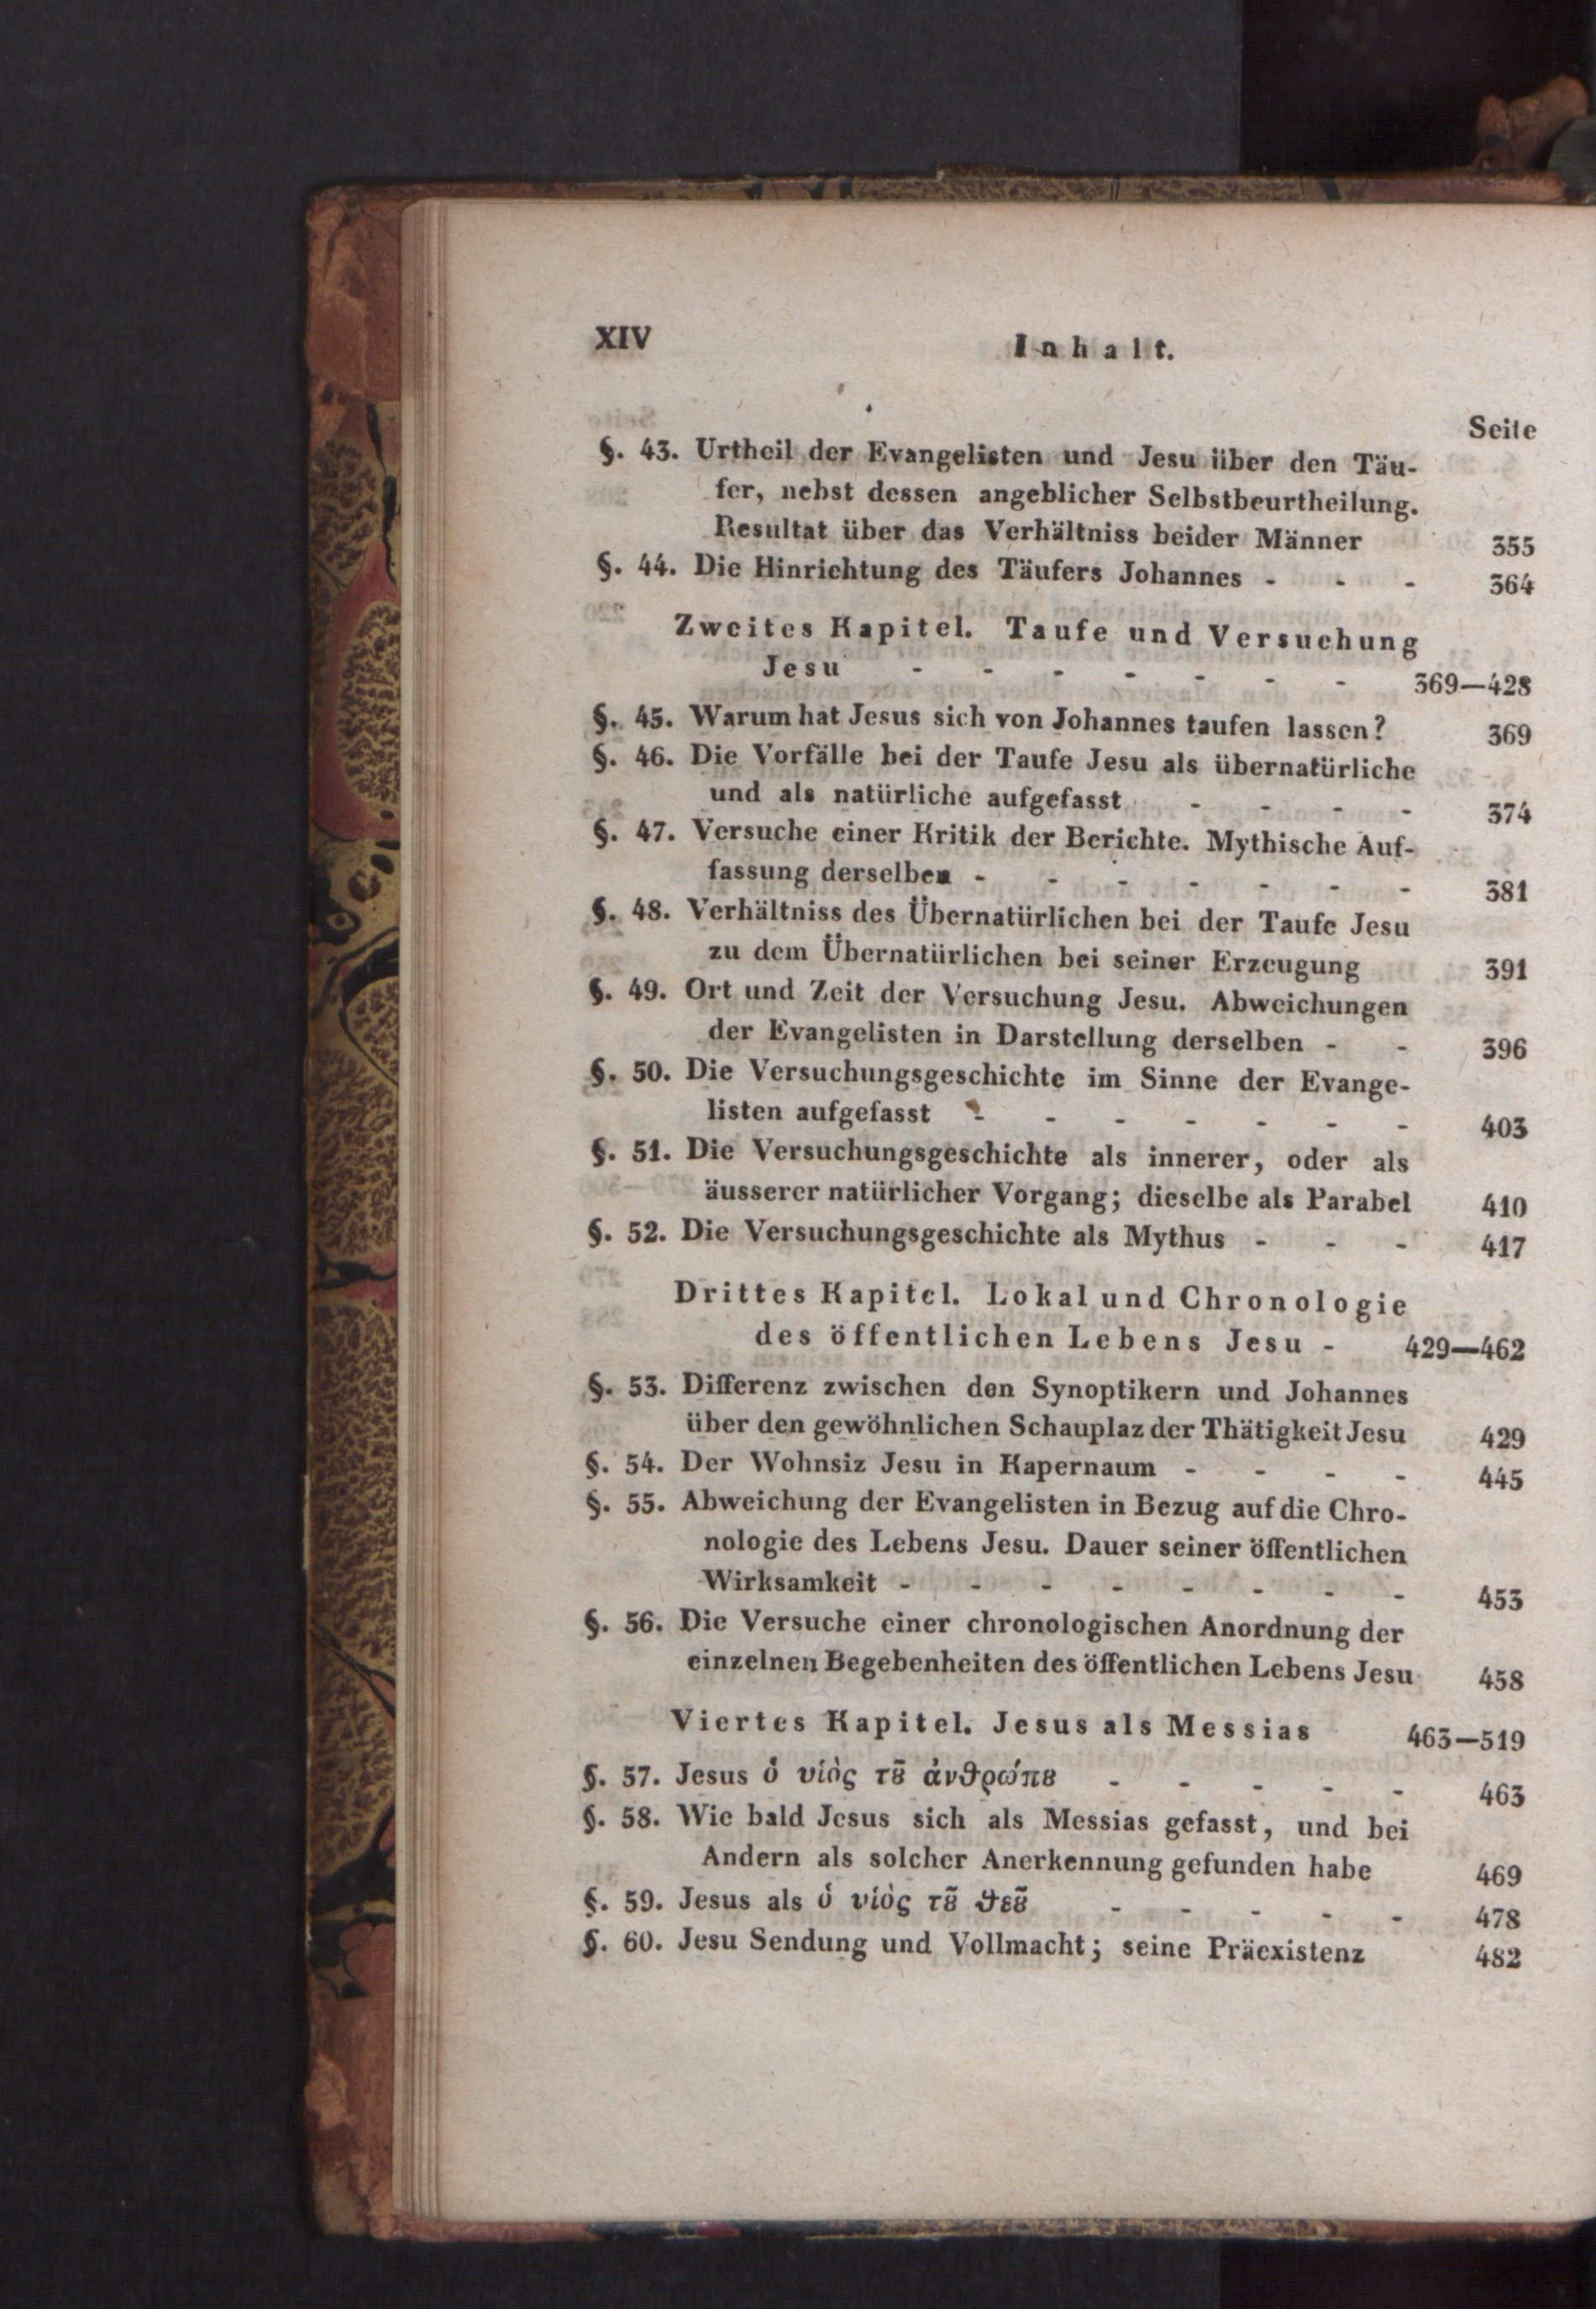 XIV
Inhalt.
Seite
§. 43. Urtheil der Evangelisten und Jesu über den Täu-
fer, nebst dessen angeblicher Selbstbeurtheilung.
Resultat über das Verhältniss beider Männer 355
§. 44. Die Hinrichtung des Täufers Johannes - - - 364
Zweites Kapitel. Taufe und Versuchung
Jesu - - - - - - - 369—428
§. 45. Warum hat Jesus sich von Johannes taufen lassen? 369
§. 46. Die Vorfälle bei der Taufe Jesu als übernatürliche
und als natürliche aufgefasst - - - - 374
§. 47. Versuche einer Kritik der Berichte. Mythische Auf-
fassung derselben - - - - - - - 381
§. 48. Verhältniss des Übernatürlichen bei der Taufe Jesu
zu dem Übernatürlichen bei seiner Erzeugung 391
§. 49. Ort und Zeit der Versuchung Jesu. Abweichungen
der Evangelisten in Darstellung derselben - - 396
§. 50. Die Versuchungsgeschichte im Sinne der Evange-
listen aufgefasst - - - - - - - 403
§. 51. Die Versuchungsgeschichte als innerer, oder als
äusserer natürlicher Vorgang; dieselbe als Parabel 410
§. 52. Die Versuchungsgeschichte als Mythus - - - 417
Drittes Kapitel. Lokal und Chronologie
des öffentlichen Lebens Jesu - 429—462
§. 53. Differenz zwischen den Synoptikern und Johannes
über den gewöhnlichen Schauplaz der Thätigkeit Jesu 429
§. 54. Der Wohnsiz Jesu in Kapernaum - - - - 445
§. 55. Abweichung der Evangelisten in Bezug auf die Chro-
nologie des Lebens Jesu. Dauer seiner öffentlichen
Wirksamkeit - - - - - - - - 453
§. 56. Die Versuche einer chronologischen Anordnung der
einzelnen Begebenheiten des öffentlichen Lebens Jesu 458
Viertes Kapitel. Jesus als Messias 463—519
§. 57. Jesus ὁ υἱὸς τȣ͂ ἀνϑρώπȣ - - - - - 463
§. 58. Wie bald Jesus sich als Messias gefasst, und bei
Andern als solcher Anerkennung gefunden habe 469
§. 59. Jesus als ὁ υἱὸς τȣ͂ ϑεȣ͂ - - - - - 478
§. 60. Jesu Sendung und Vollmacht; seine Präexistenz 482